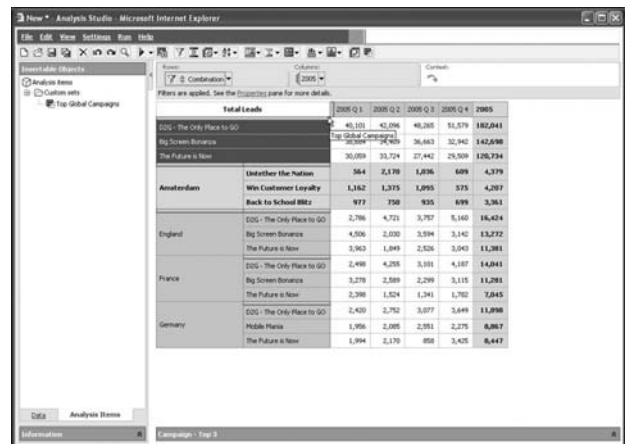 New * - Analysis Studio - Microsoft Internet Explorer
File Edit View Settings Run Help
Insertable Objects
Analysis Items
Custom sets
Top Global Campaigns
Rows:
Combination
Columns:
2005
Context:
Filters are applied. See the Properties pane for more details.
Total Leads 2005 Q 1 2005 Q 2 2005 Q 3 2005 Q 4 2005
D2G - The Only Place to GO 40,101 42,096 48,265 51,579 182,041
Top Global Campaigns
Big Screen Bonanza 36,663 32,942 142,698
The Future is Now 30,059 33,724 27,442 29,509 120,734
Amsterdam
Untether the Nation 564 2,170 1,036 609 4,379
Win Customer Loyalty 1,162 1,375 1,095 575 4,207
Back to School Blitz 977 750 935 699 3,361
England
D2G - The Only Place to GO 2,786 4,721 3,757 5,160 16,424
Big Screen Bonanza 4,506 2,030 3,594 3,142 13,272
The Future is Now 3,963 1,849 2,526 3,043 11,381
France
D2G - The Only Place to GO 2,498 4,255 3,101 4,187 14,041
Big Screen Bonanza 3,278 2,589 2,299 3,115 11,281
The Future is Now 2,398 1,524 1,341 1,782 7,045
Germany
D2G - The Only Place to GO 2,420 2,752 3,077 3,649 11,898
Mobile Mania 1,956 2,085 2,551 2,275 8,867
The Future is Now 1,994 2,170 858 3,425 8,447
Data Analysis Items
Information
Campaign - Top 3